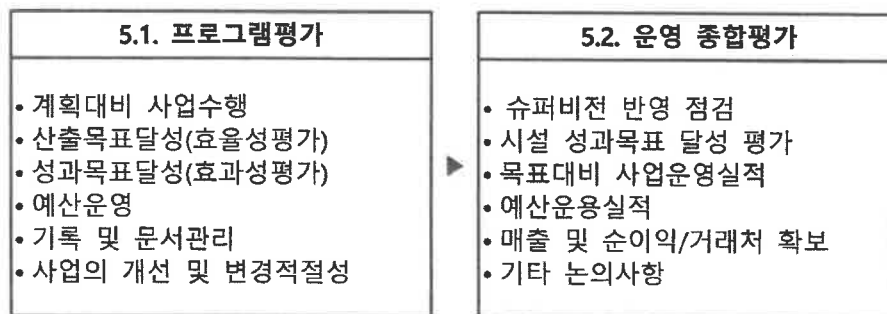 5.1. 프로그램평가
• 계획대비 사업수행
• 산출목표달성(효율성평가)
• 성과목표달성(효과성평가)
• 예산운영
• 기록 및 문서관리
• 사업의 개선 및 변경적절성
▶
5.2. 운영 종합평가
• 슈퍼비전 반영 점검
• 시설 성과목표 달성 평가
• 목표대비 사업운영실적
• 예산운용실적
• 매출 및 순이익/거래처 확보
• 기타 논의사항